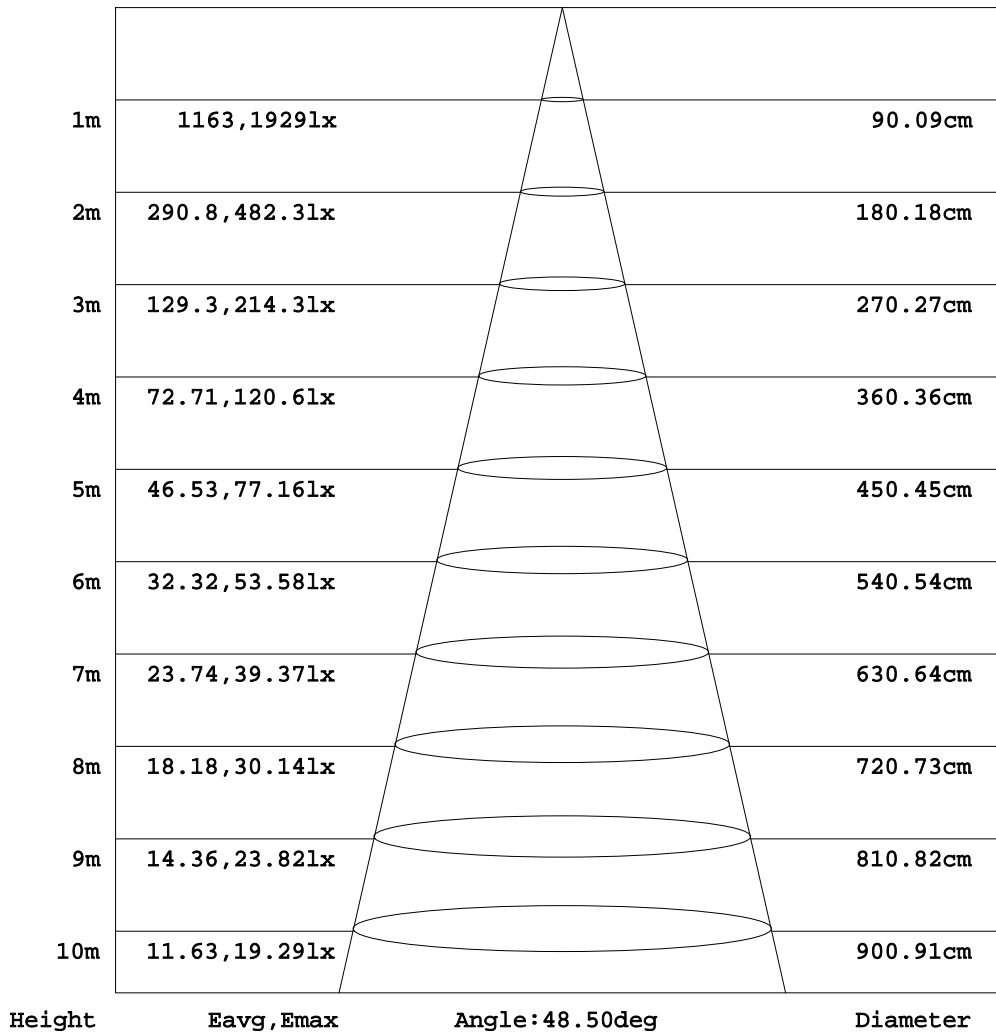 1m 1163,1929lx 90.09cm
2m 290.8,482.3lx 180.18cm
3m 129.3,214.3lx 270.27cm
4m 72.71,120.6lx 360.36cm
5m 46.53,77.16lx 450.45cm
6m 32.32,53.58lx 540.54cm
7m 23.74,39.37lx 630.64cm
8m 18.18,30.14lx 720.73cm
9m 14.36,23.82lx 810.82cm
10m 11.63,19.29lx 900.91cm
Height Eavg,Emax Angle:48.50deg Diameter